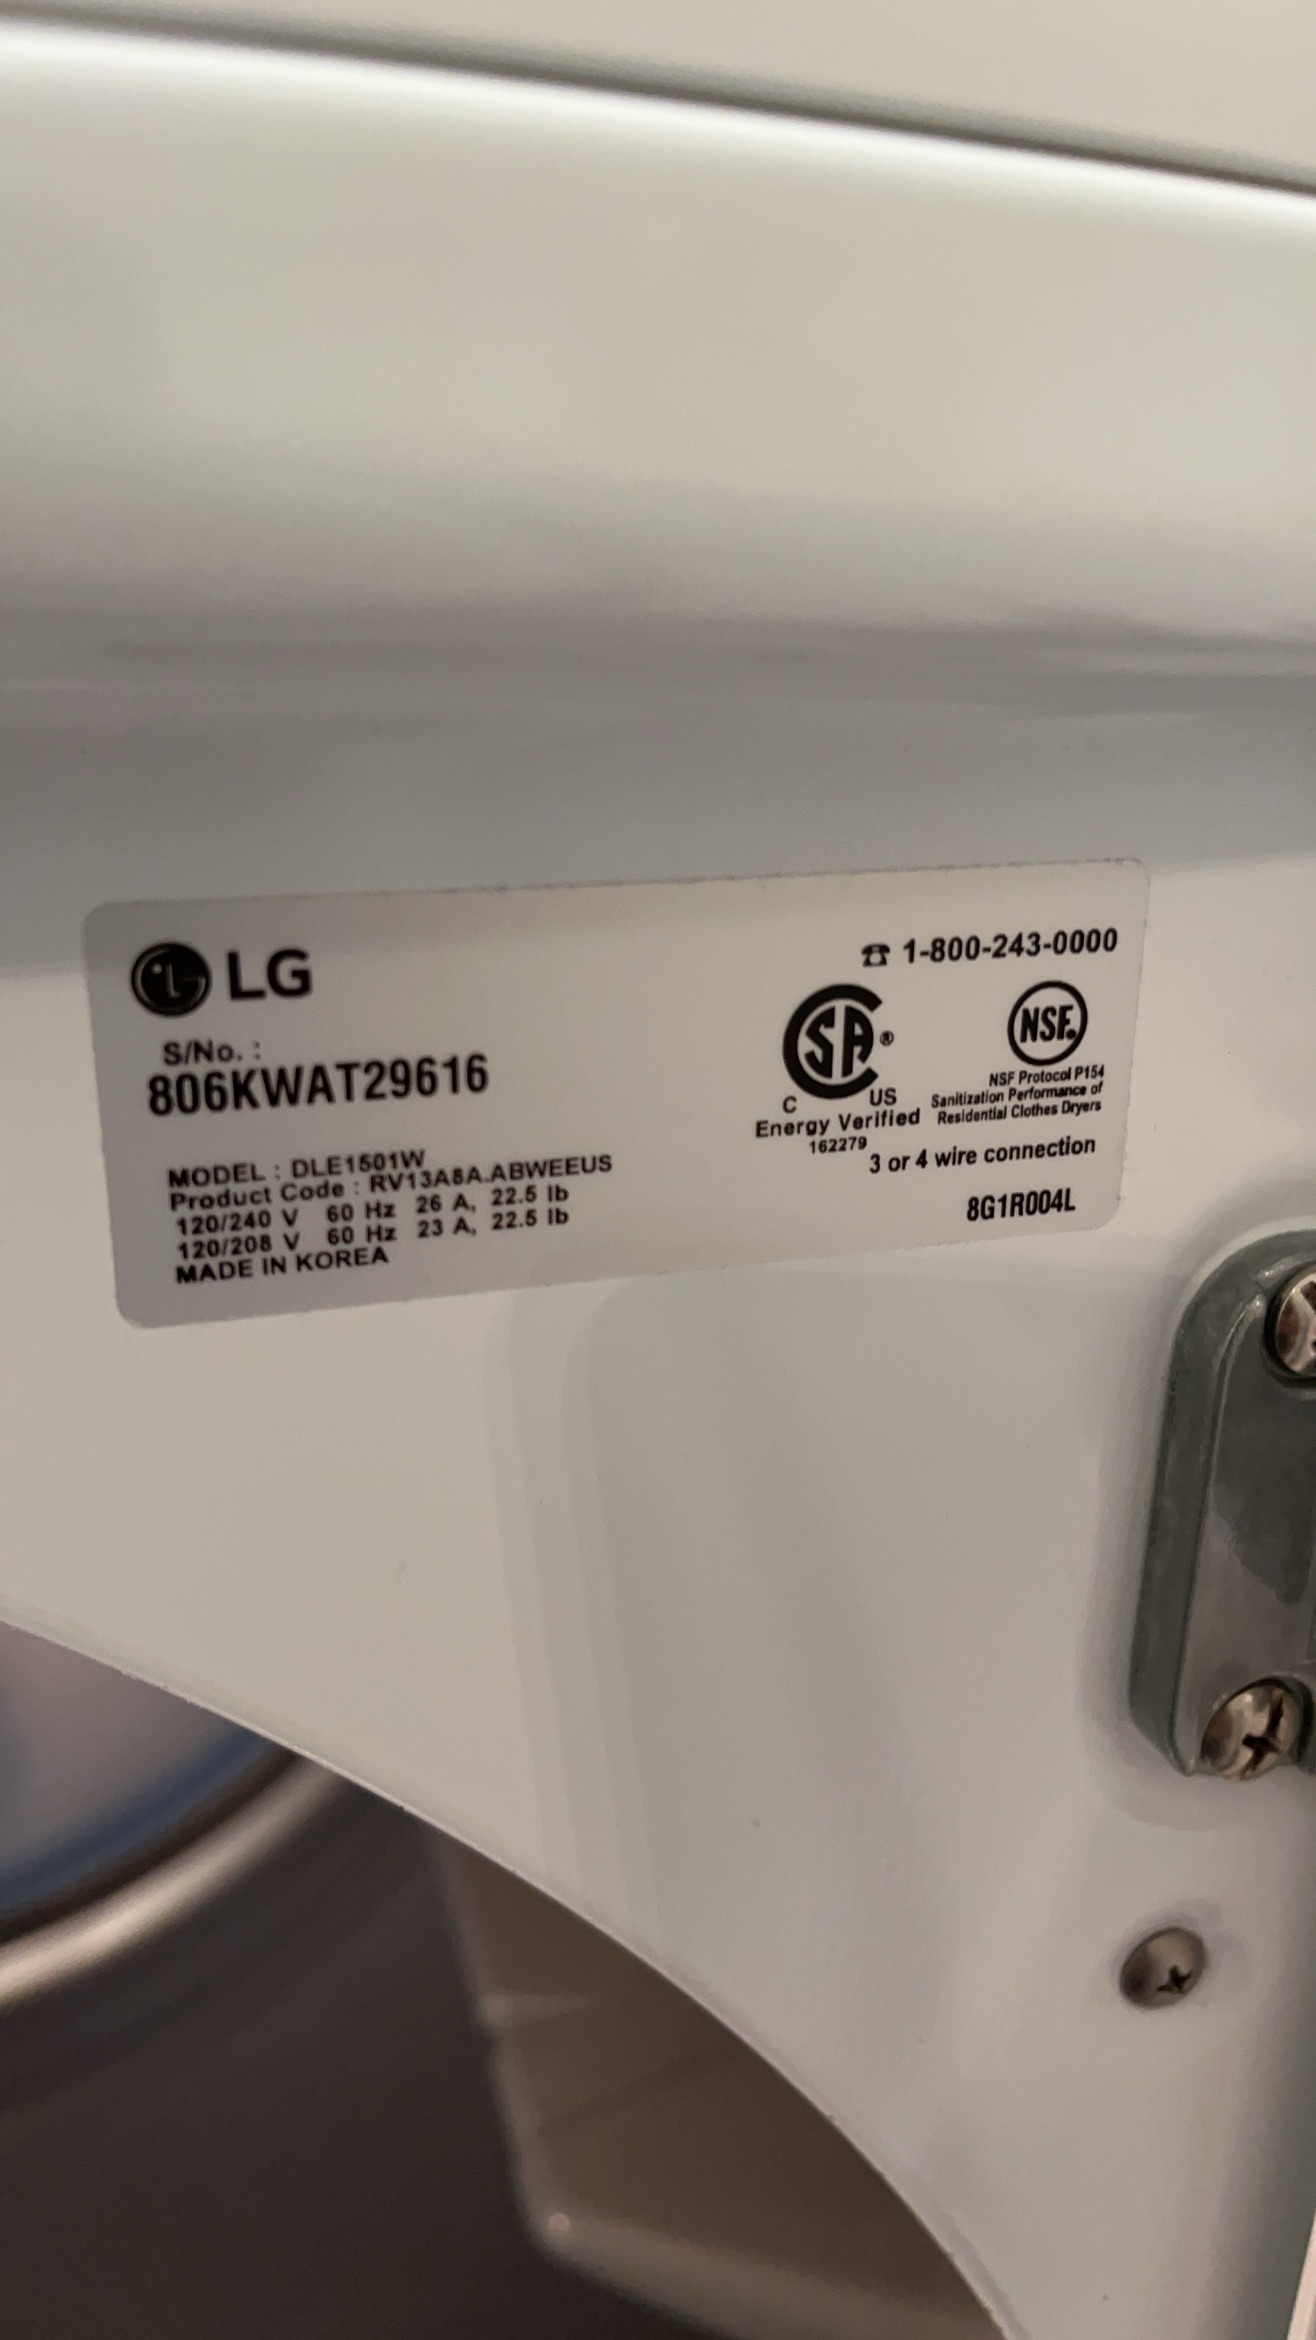 LG
S/No. :
806KWAT29616
MODEL : DLE1501W
Product Code : RV13A8A.ABWEEUS
120/240 V 60 Hz 26 A, 22.5 lb
120/208 V 60 Hz 23 A, 22.5 lb
MADE IN KOREA
1-800-243-0000
SA®
C US
Energy Verified
162279
NSF.
NSF Protocol P154
Sanitization Performance of
Residential Clothes Dryers
3 or 4 wire connection
8G1R004L